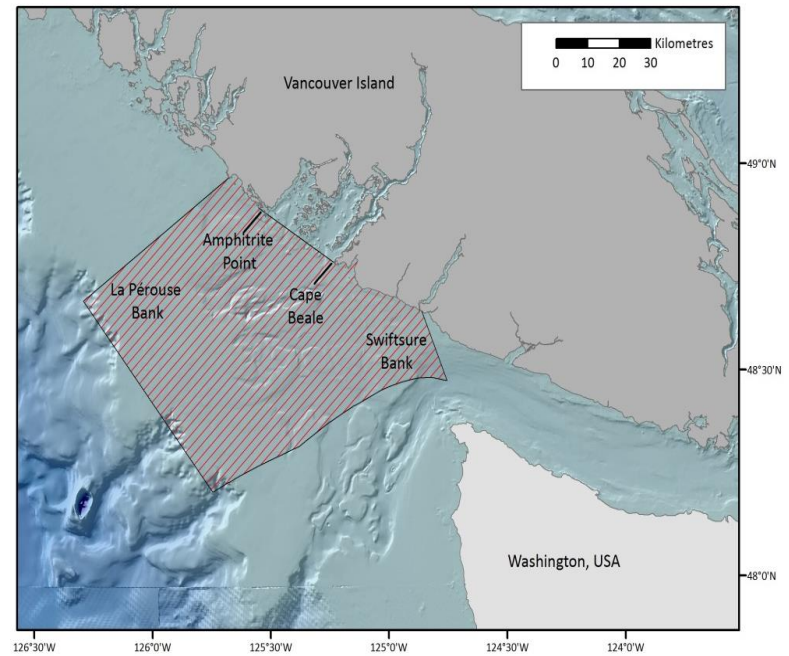 Kilometres
0 10 20 30
Vancouver Island
49°0'N
Amphitrite
Point
La Pérouse
Bank
Cape
Beale
Swiftsure
Bank
48°30'N
Washington, USA
48°0'N
126°30'W 126°0'W 125°30'W 125°0'W 124°30'W 124°0'W